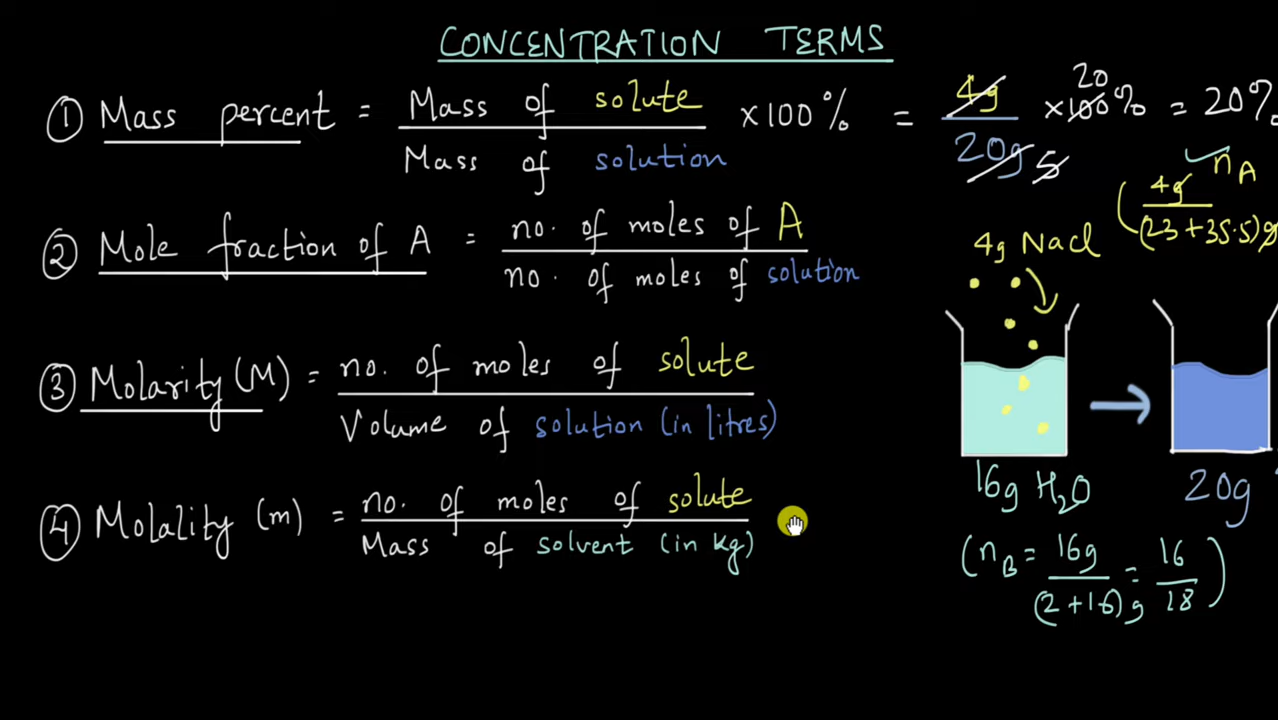 CONCENTRATION TERMS
① Mass percent = Mass of solute / Mass of solution ×100% = 4g / 20g 5 ×100% 20 = 20%
② Mole fraction of A = no. of moles of A / no. of moles of solution
③ Molarity (M) = no. of moles of solute / Volume of solution (in litres)
④ Molality (m) = no. of moles of solute / Mass of solvent (in kg)
nA
(4g / (23 + 35.5)g
4g Nacl
16g H₂O
20g
(nB = 16g / (2 + 16)g = 16 / 18)